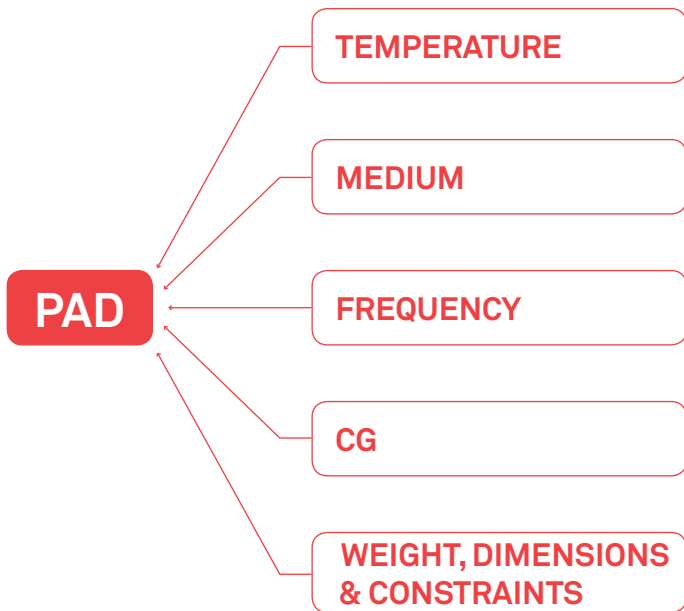 TEMPERATURE
MEDIUM
PAD
FREQUENCY
CG
WEIGHT, DIMENSIONS
& CONSTRAINTS